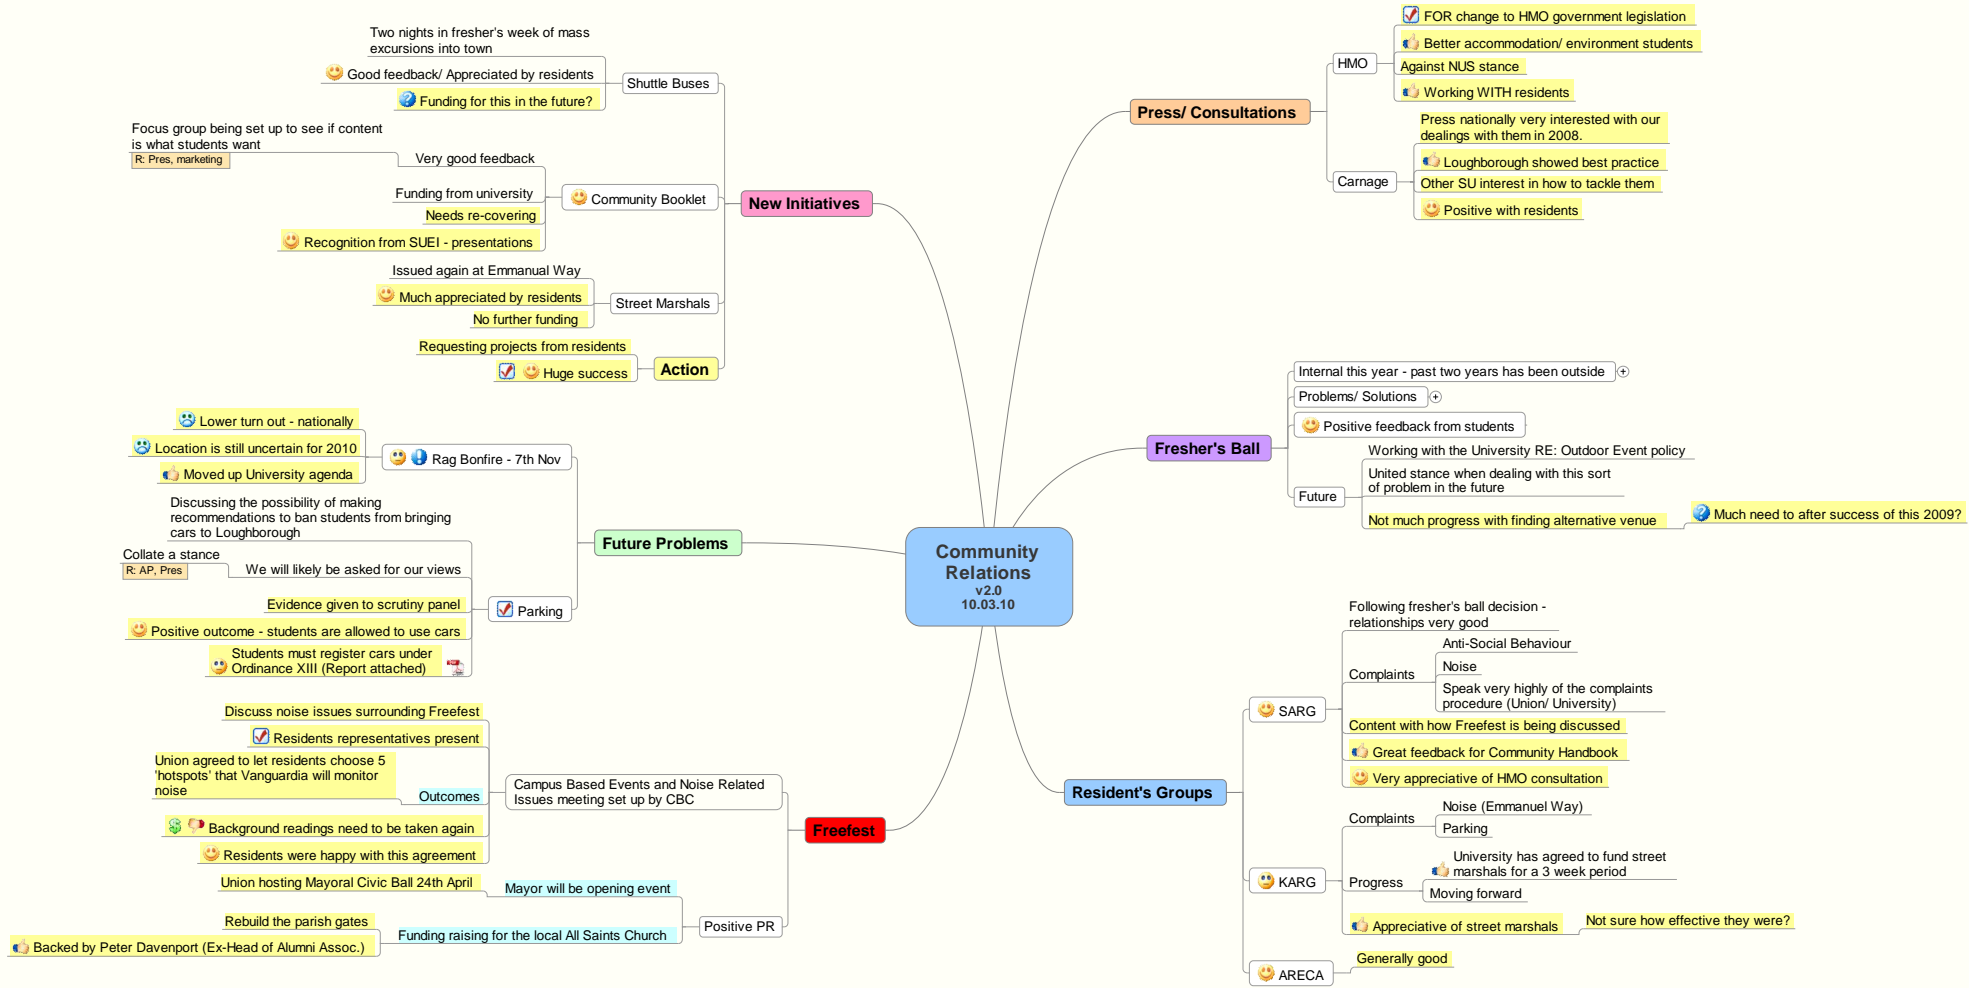 Community
Relations
v2.0
10.03.10
Press/ Consultations
HMO
FOR change to HMO government legislation
Better accommodation/ environment students
Against NUS stance
Working WITH residents
Carnage
Press nationally very interested with our
dealings with them in 2008.
Loughborough showed best practice
Other SU interest in how to tackle them
Positive with residents
Fresher's Ball
Internal this year - past two years has been outside
Problems/ Solutions
Positive feedback from students
Future
Working with the University RE: Outdoor Event policy
United stance when dealing with this sort
of problem in the future
Not much progress with finding alternative venue
Much need to after success of this 2009?
Resident's Groups
SARG
Following fresher's ball decision -
relationships very good
Complaints
Anti-Social Behaviour
Noise
Speak very highly of the complaints
procedure (Union/ University)
Content with how Freefest is being discussed
Great feedback for Community Handbook
Very appreciative of HMO consultation
KARG
Complaints
Noise (Emmanuel Way)
Parking
Progress
University has agreed to fund street
marshals for a 3 week period
Moving forward
Appreciative of street marshals
Not sure how effective they were?
ARECA
Generally good
New Initiatives
Shuttle Buses
Two nights in fresher's week of mass
excursions into town
Good feedback/ Appreciated by residents
Funding for this in the future?
Community Booklet
Very good feedback
Focus group being set up to see if content
is what students want
R: Pres, marketing
Funding from university
Needs re-covering
Recognition from SUEI - presentations
Street Marshals
Issued again at Emmanual Way
Much appreciated by residents
No further funding
Action
Requesting projects from residents
Huge success
Future Problems
Rag Bonfire - 7th Nov
Lower turn out - nationally
Location is still uncertain for 2010
Moved up University agenda
Parking
Discussing the possibility of making
recommendations to ban students from bringing
cars to Loughborough
We will likely be asked for our views
Collate a stance
R: AP, Pres
Evidence given to scrutiny panel
Positive outcome - students are allowed to use cars
Students must register cars under
Ordinance XIII (Report attached)
Freefest
Campus Based Events and Noise Related
Issues meeting set up by CBC
Discuss noise issues surrounding Freefest
Residents representatives present
Outcomes
Union agreed to let residents choose 5
'hotspots' that Vanguardia will monitor
noise
Background readings need to be taken again
Residents were happy with this agreement
Positive PR
Mayor will be opening event
Union hosting Mayoral Civic Ball 24th April
Funding raising for the local All Saints Church
Rebuild the parish gates
Backed by Peter Davenport (Ex-Head of Alumni Assoc.)